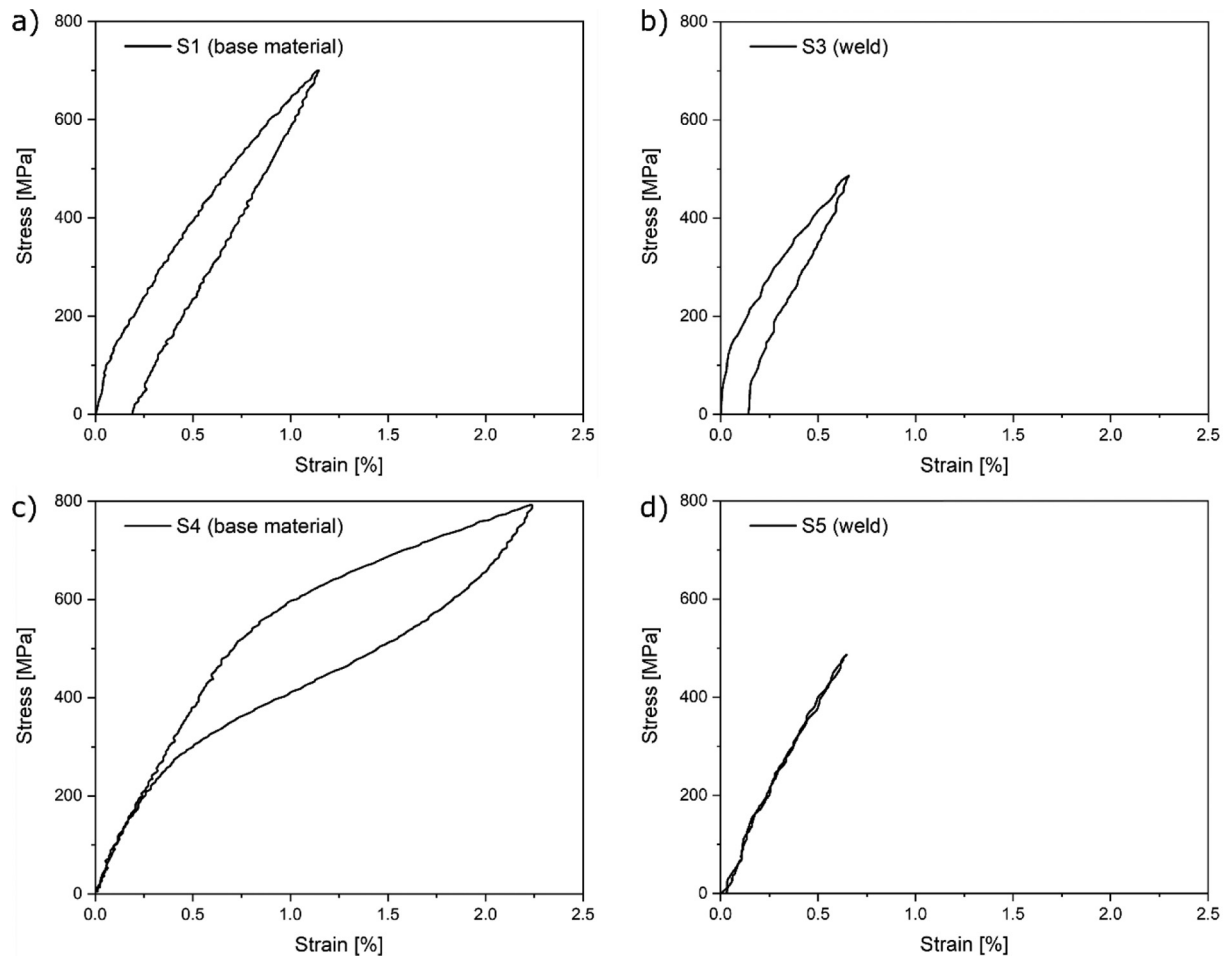 a)
800
S1 (base material)
600
400
200
0
Stress [MPa]
0.0 0.5 1.0 1.5 2.0 2.5
Strain [%]
b)
800
S3 (weld)
600
400
200
0
Stress [MPa]
0.0 0.5 1.0 1.5 2.0 2.5
Strain [%]
c)
800
S4 (base material)
600
400
200
0
Stress [MPa]
0.0 0.5 1.0 1.5 2.0 2.5
Strain [%]
d)
800
S5 (weld)
600
400
200
0
Stress [MPa]
0.0 0.5 1.0 1.5 2.0 2.5
Strain [%]